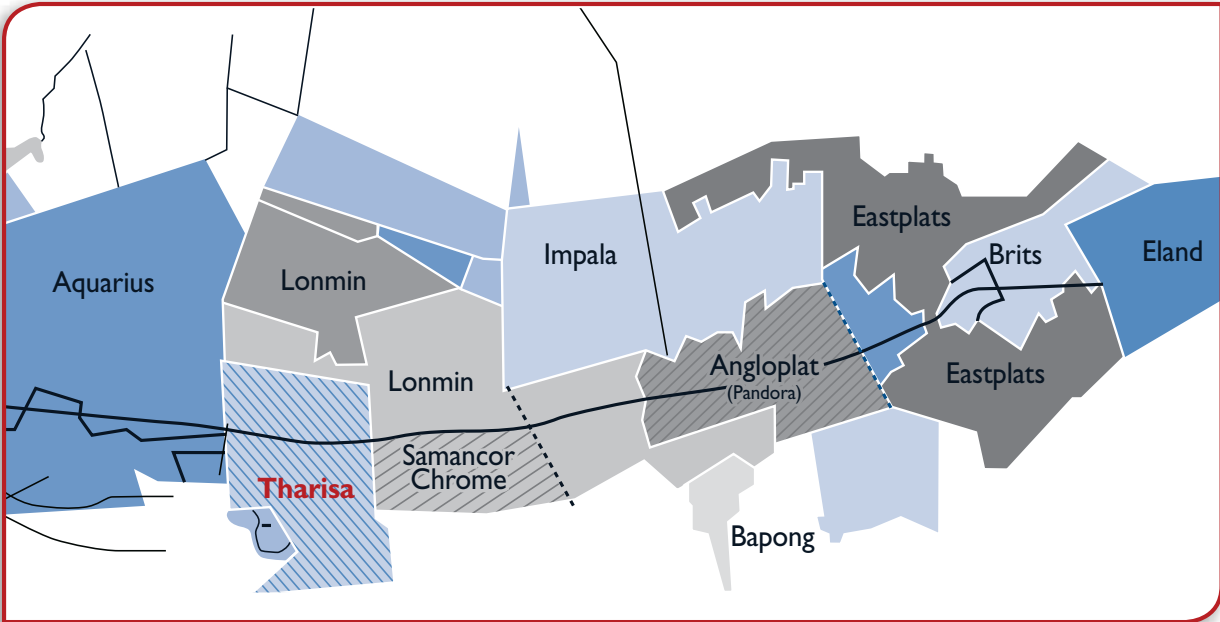 Eastplats
Impala
Brits
Eland
Aquarius
Lonmin
Lonmin
Angloplat
(Pandora)
Eastplats
Samancor
Chrome
Tharisa
Bapong